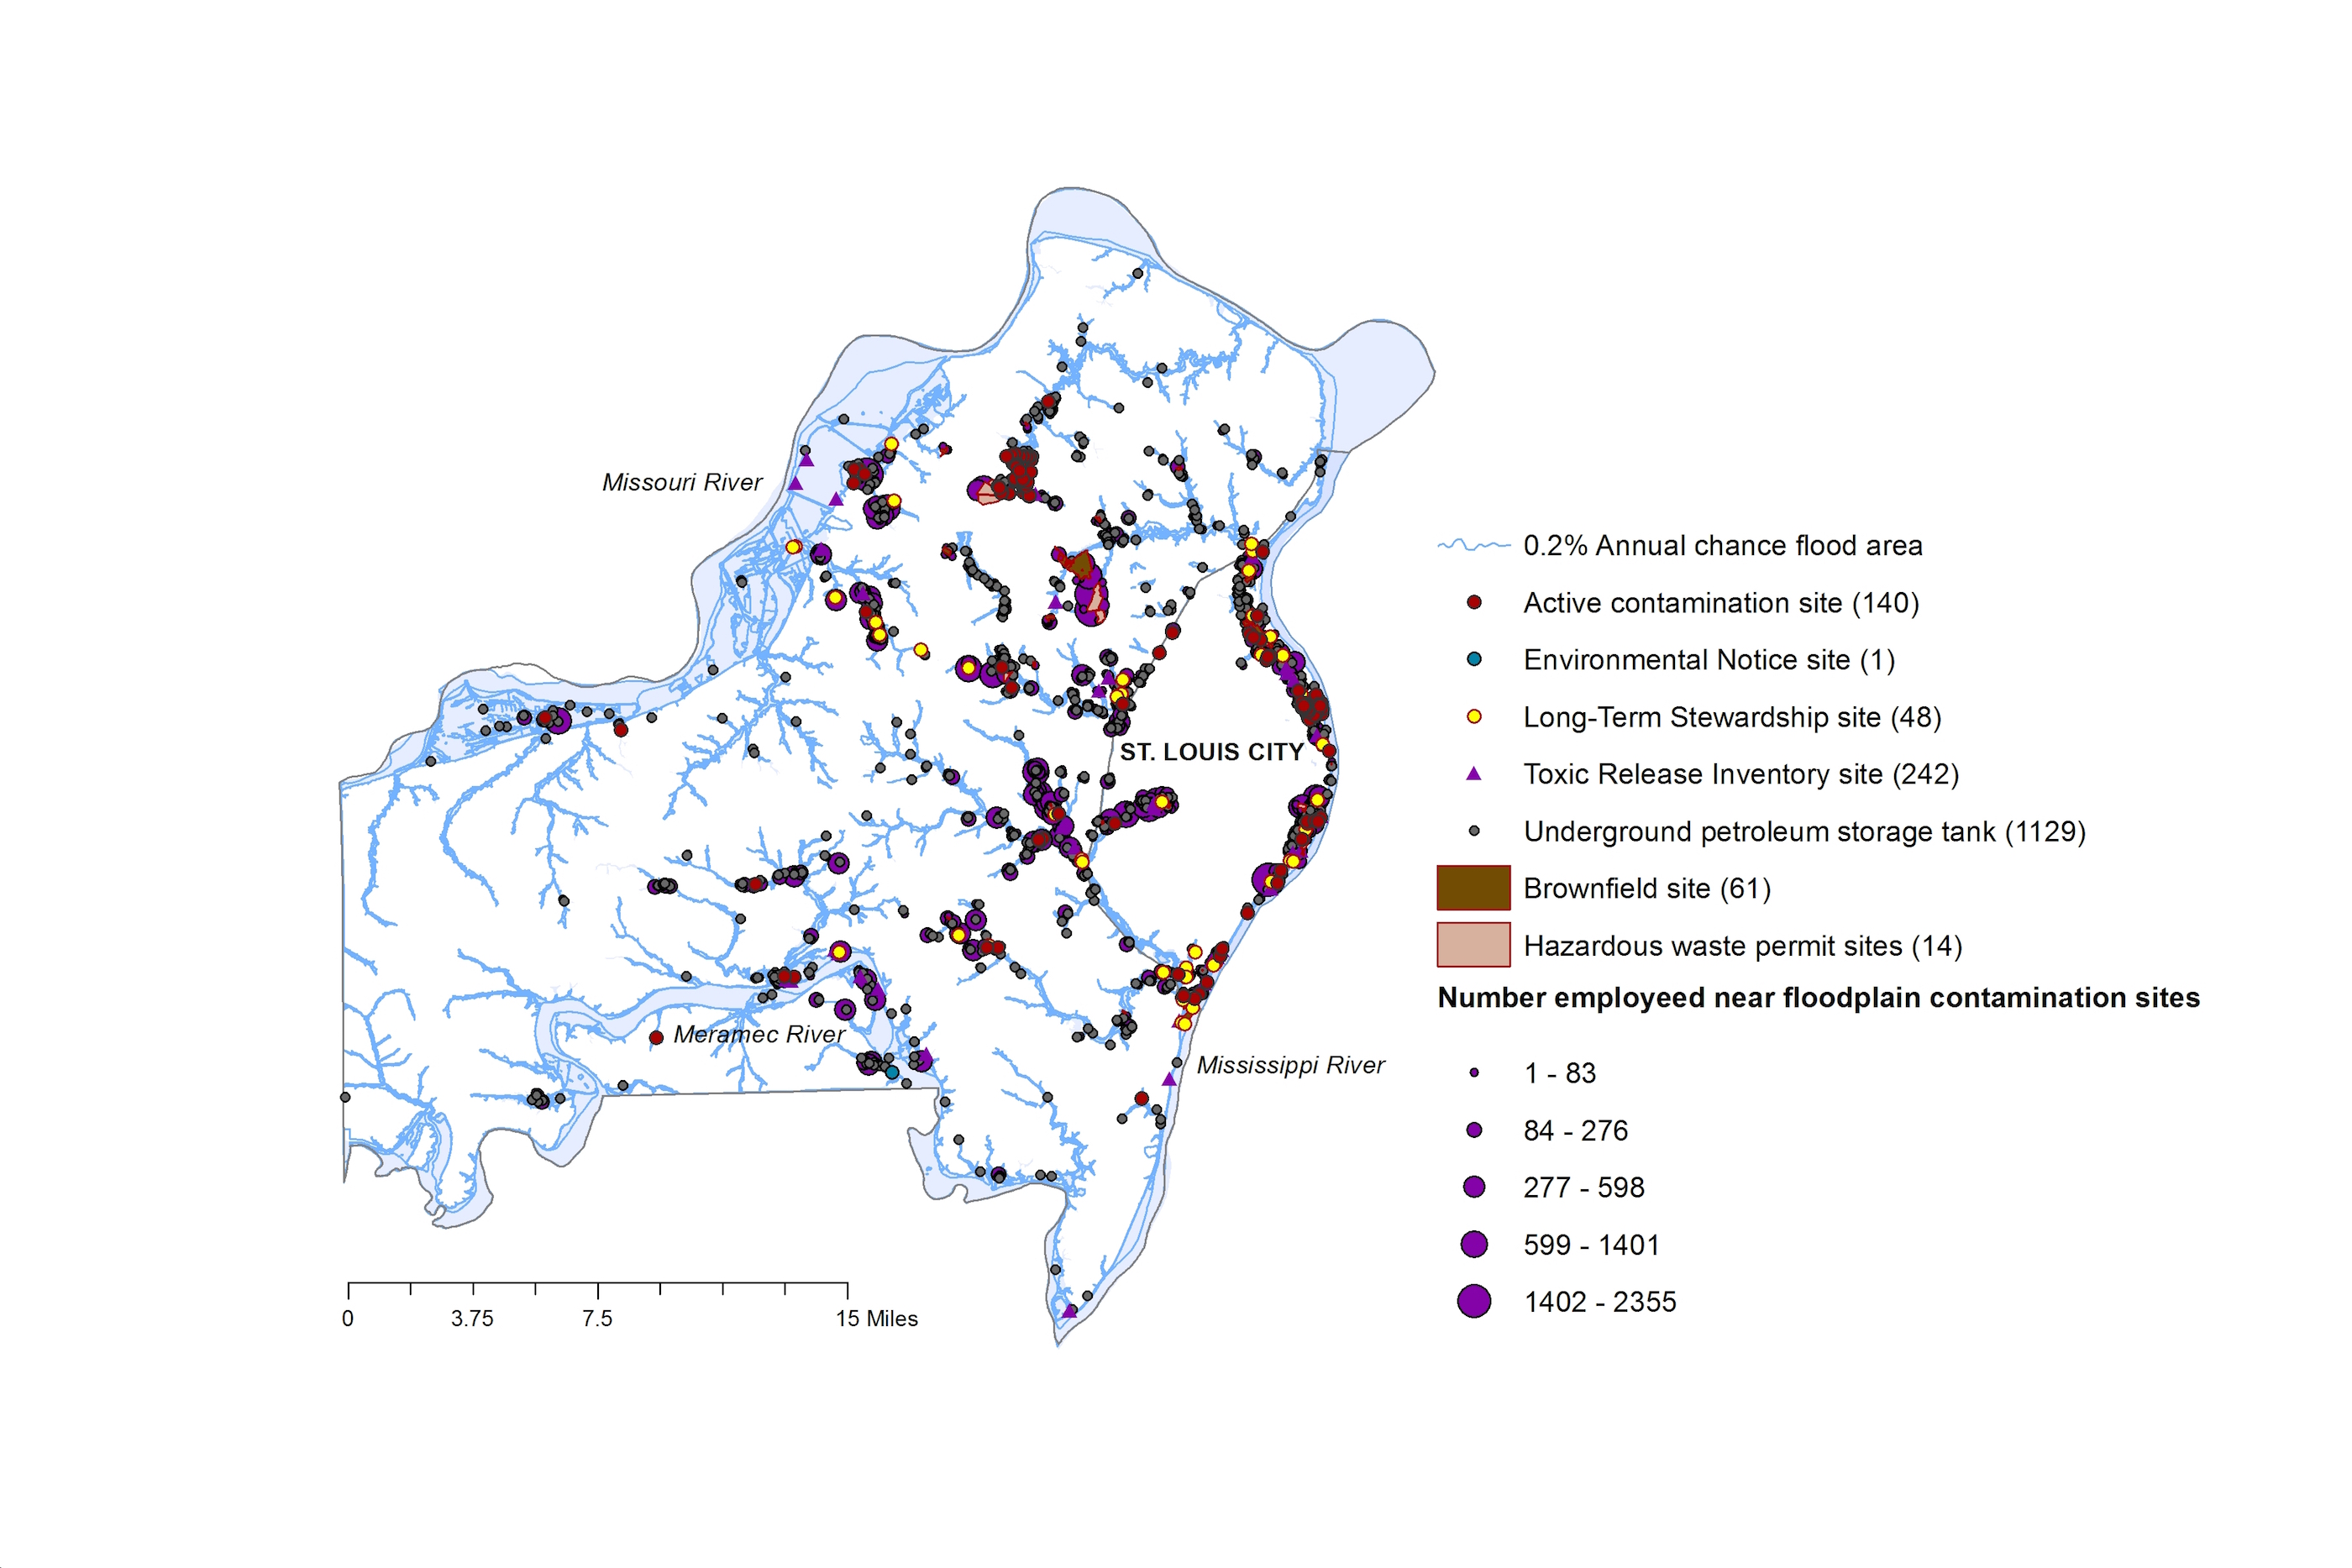 Missouri River
ST. LOUIS CITY
Meramec River
Mississippi River
0 3.75 7.5 15 Miles
0.2% Annual chance flood area
Active contamination site (140)
Environmental Notice site (1)
Long-Term Stewardship site (48)
Toxic Release Inventory site (242)
Underground petroleum storage tank (1129)
Brownfield site (61)
Hazardous waste permit sites (14)
Number employeed near floodplain contamination sites
1 - 83
84 - 276
277 - 598
599 - 1401
1402 - 2355